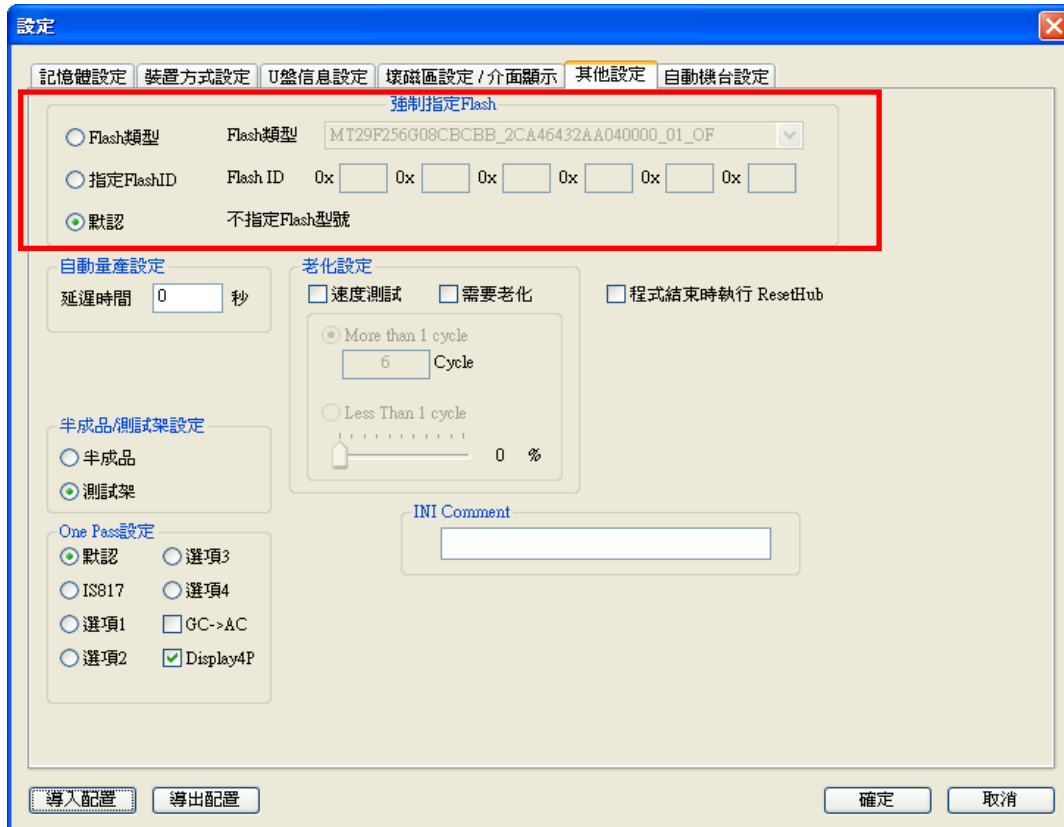 設定
記憶體設定 裝置方式設定 U盤信息設定 壞磁區設定 / 介面顯示 其他設定 自動機台設定
強制指定Flash
Flash類型 Flash類型 MT29F256G08CBCBB_2CA46432AA040000_01_OF
指定FlashID Flash ID 0x 0x 0x 0x 0x 0x
默認 不指定Flash型號
自動量產設定 老化設定
延遲時間 0 秒 速度測試 需要老化 程式結束時執行 ResetHub
More than 1 cycle
6 Cycle
Less Than 1 cycle
0 %
半成品/測試架設定
半成品
測試架
INI Comment
One Pass設定
默認 選項3
IS817 選項4
選項1 GC->AC
選項2 Display4P
導入配置 導出配置 確定 取消